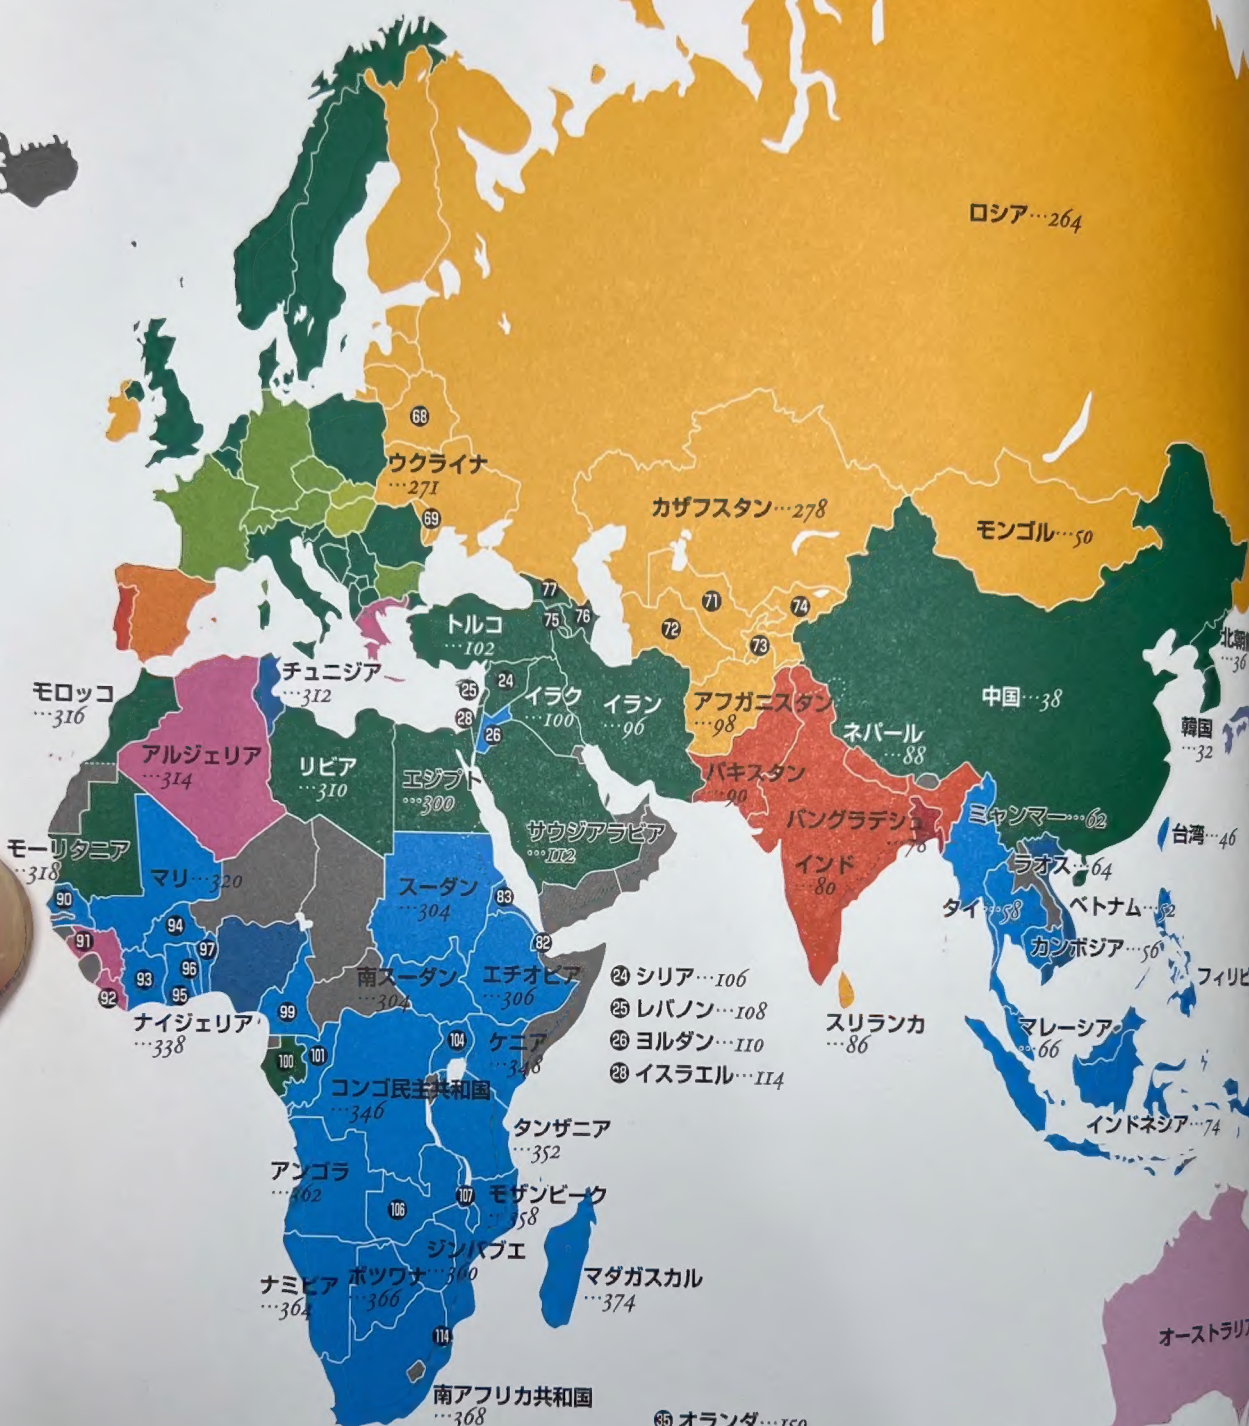 ロシア…264
68
ウクライナ
…271
69
カザフスタン…278
モンゴル…50
77
75
76
71
72
74
73
トルコ
…102
チュニジア
…312
モロッコ
…316
24
25
28
26
イラク
…100
イラン
…96
アフガニスタン
…98
中国…38
…36
韓国
…32
ネパール
…88
アルジェリア
…314
リビア
…310
エジプト
…300
パキスタン
…90
サウジアラビア
…112
バングラデシュ
…78
インド
…80
ミャンマー…62
台湾…46
ラオス…64
モーリタニア
…318
マリ…320
スーダン
…304
タイ…58
ベトナム…52
カンボジア…56
90
94
83
82
91
97
96
93
95
92
南スーダン
…304
エチオピア
…306
フィリピ
99
ナイジェリア
…338
24 シリア…106
25 レバノン…108
26 ヨルダン…110
28 イスラエル…114
スリランカ
…86
マレーシア
…66
100
101
104
ケニア
…348
コンゴ民主共和国
…346
タンザニア
…352
インドネシア…74
アンゴラ
…362
106
107
モザンビーク
…358
ジンバブエ
…360
ナミビア
…364
ボツワナ
…366
マダガスカル
…374
114
オーストラリ
南アフリカ共和国
…368
35 オランダ…150